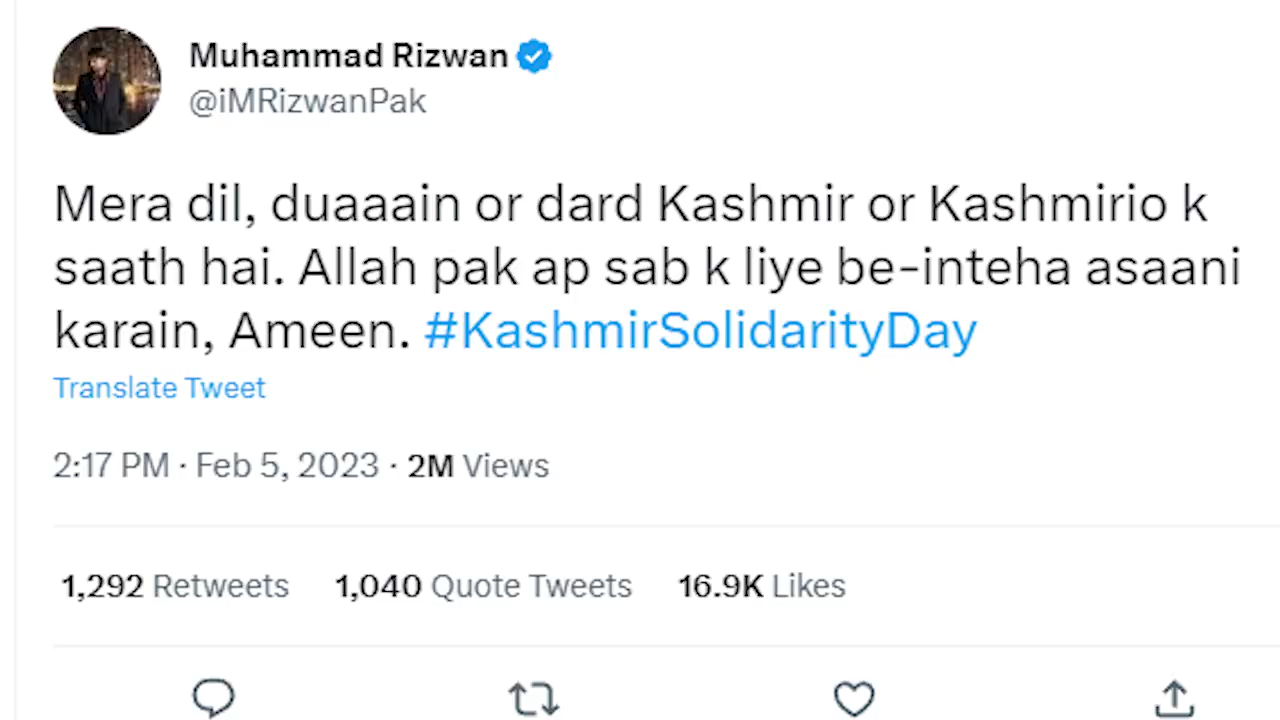 Muhammad Rizwan
@iMRizwanPak
Mera dil, duaaain or dard Kashmir or Kashmirio k
saath hai. Allah pak ap sab k liye be-inteha asaani
karain, Ameen. #KashmirSolidarityDay
Translate Tweet
2:17 PM · Feb 5, 2023 · 2M Views
1,292 Retweets 1,040 Quote Tweets 16.9K Likes